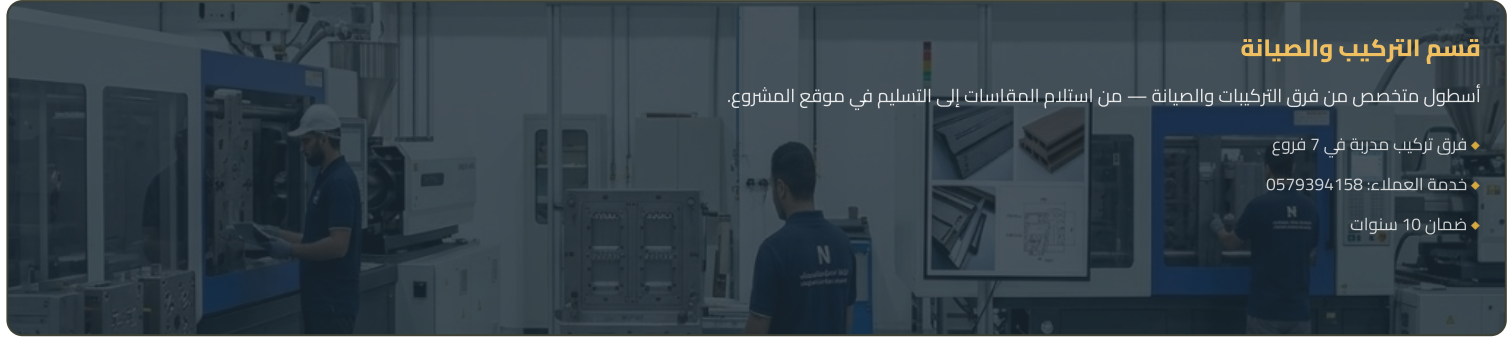 قسم التركيب والصيانة
أسطول متخصص من فرق التركيبات والصيانة — من استلام المقاسات إلى التسليم في موقع المشروع.
فرق تركيب مدربة في 7 فروع
خدمة العملاء: 0579394158
ضمان 10 سنوات
N
N